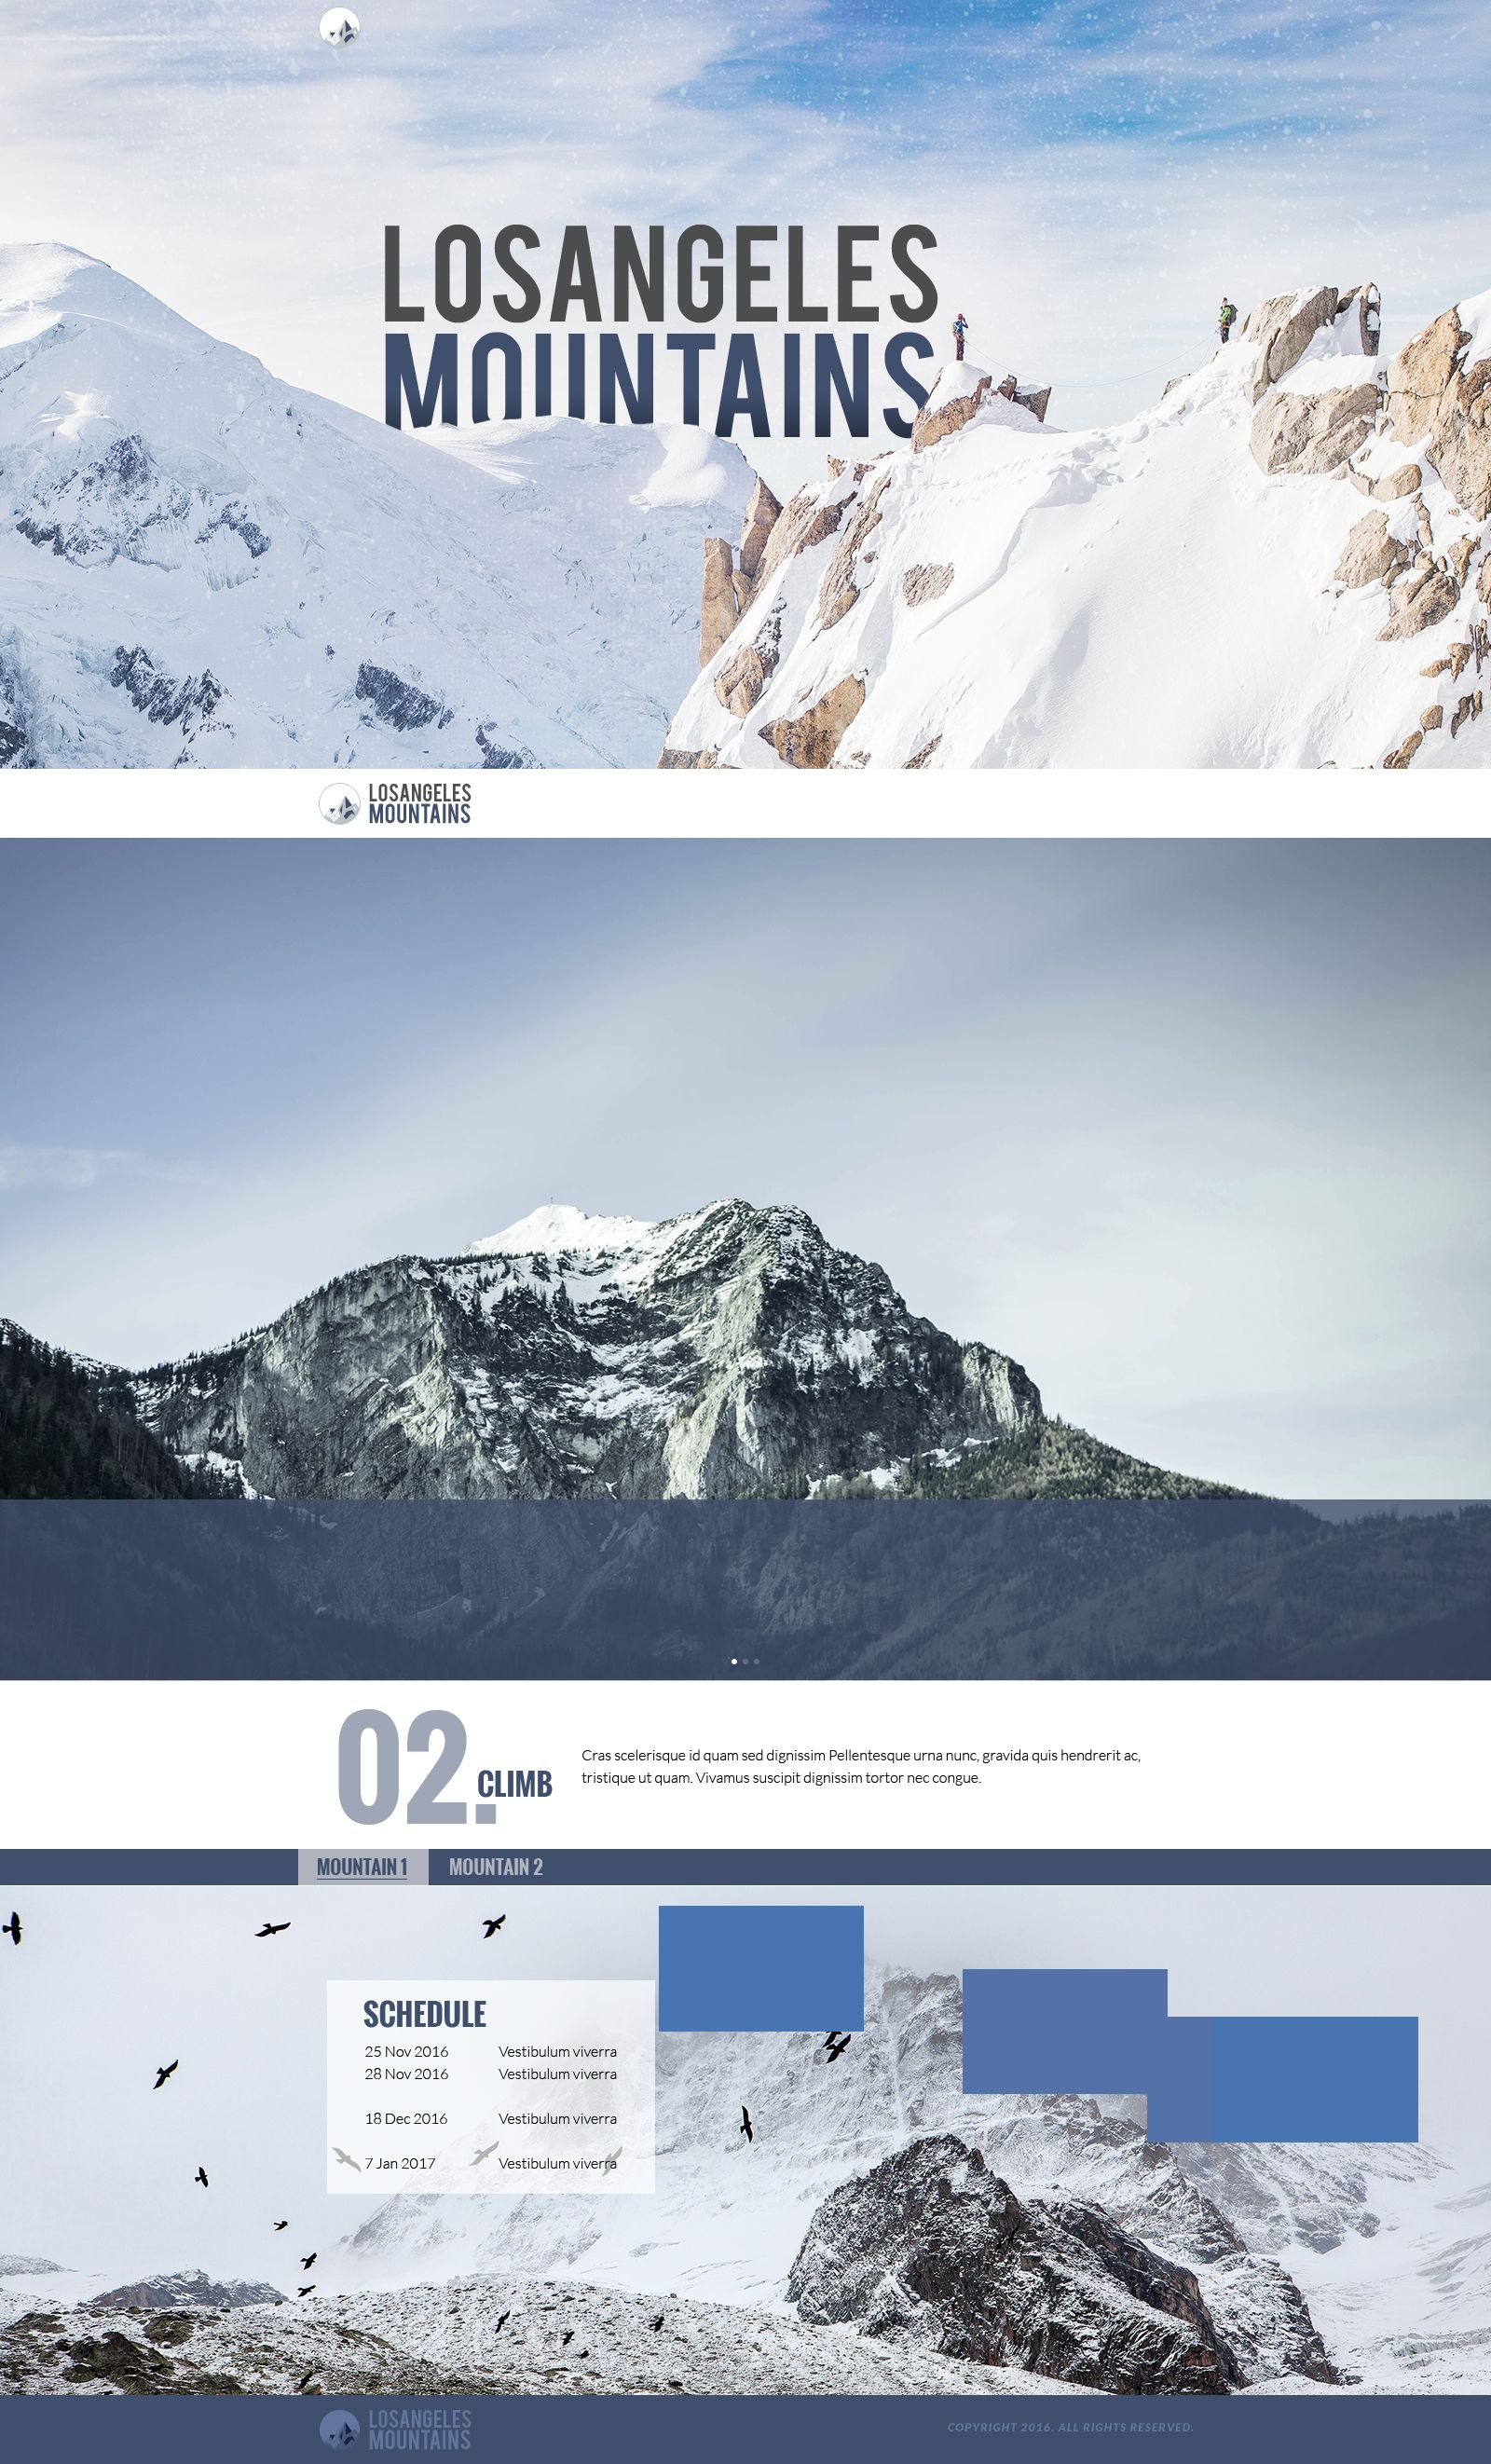 LOSANGELES
MOUNTAINS
LOSANGELES
MOUNTAINS
02.
CLIMB
Cras scelerisque id quam sed dignissim Pellentesque urna nunc, gravida quis hendrerit ac,
tristique ut quam. Vivamus suscipit dignissim tortor nec congue.
MOUNTAIN 1 MOUNTAIN 2
SCHEDULE
25 Nov 2016 Vestibulum viverra
28 Nov 2016 Vestibulum viverra
18 Dec 2016 Vestibulum viverra
7 Jan 2017 Vestibulum viverra
LOSANGELES
MOUNTAINS
COPYRIGHT 2016. ALL RIGHTS RESERVED.